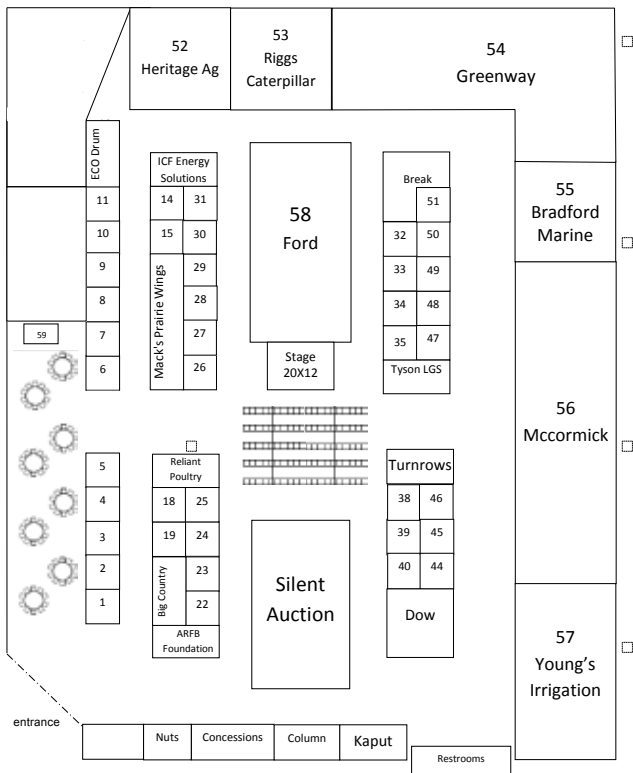 52
Heritage Ag
53
Riggs
Caterpillar
54
Greenway
ECO Drum
11
10
9
8
7
6
59
ICF Energy
Solutions
14 31
15 30
Mack's Prairie Wings
29
28
27
26
58
Ford
Stage
20X12
Break
51
32 50
33 49
34 48
35 47
Tyson LGS
55
Bradford
Marine
56
Mccormick
5
4
3
2
1
Reliant
Poultry
18 25
19 24
Big Country
23
22
ARFB
Foundation
Silent
Auction
Turnrows
38 46
39 45
40 44
Dow
57
Young's
Irrigation
entrance
Nuts
Concessions
Column
Kaput
Restrooms